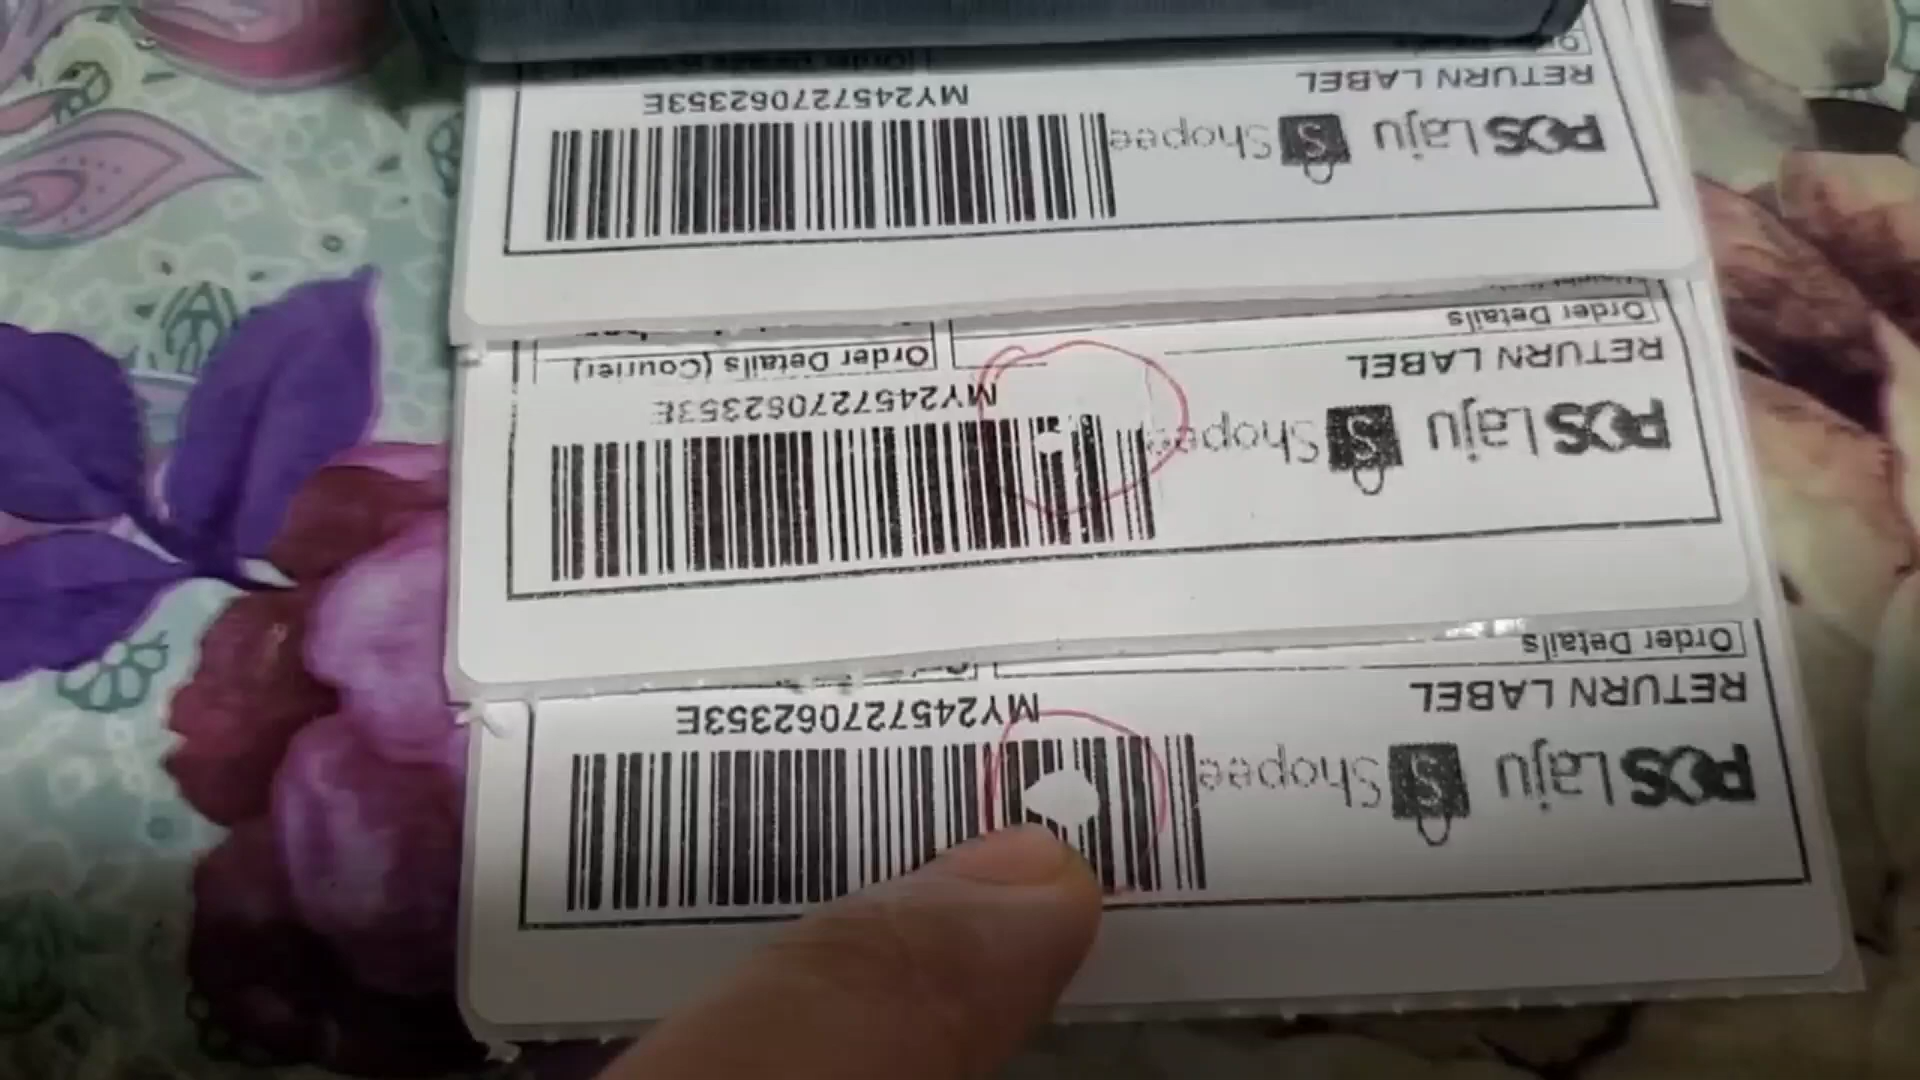 POS Laju Shopee
RETURN LABEL
MY245727062353E
Order Details
POS Laju Shopee
RETURN LABEL
MY245727062353E
Order Details
Order Details (Courier)
POS Laju Shopee
RETURN LABEL
MY245727062353E